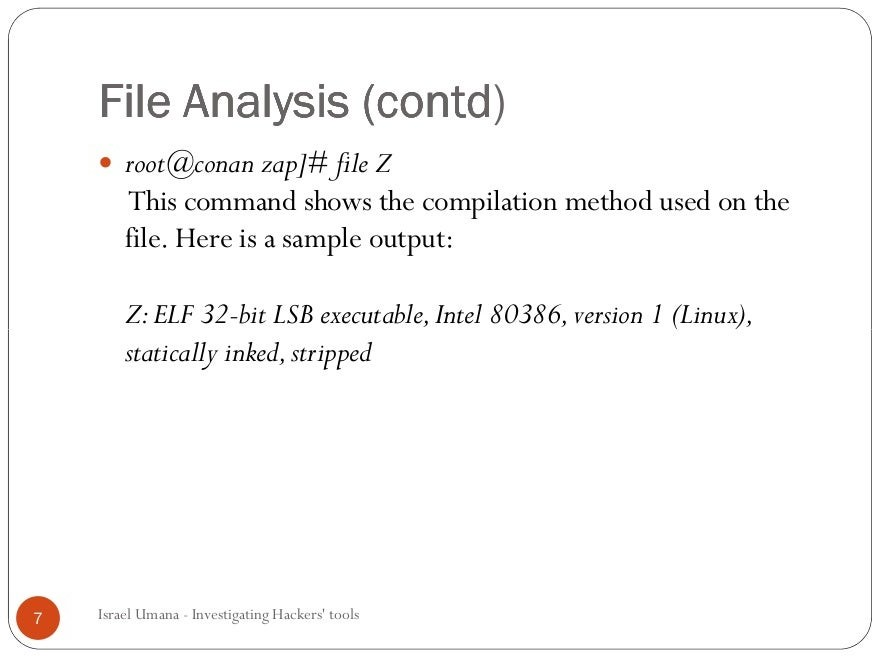 File Analysis (contd)
root@conan zap]# file Z
This command shows the compilation method used on the
file. Here is a sample output:
Z: ELF 32-bit LSB executable, Intel 80386, version 1 (Linux),
statically inked, stripped
7
Israel Umana - Investigating Hackers' tools